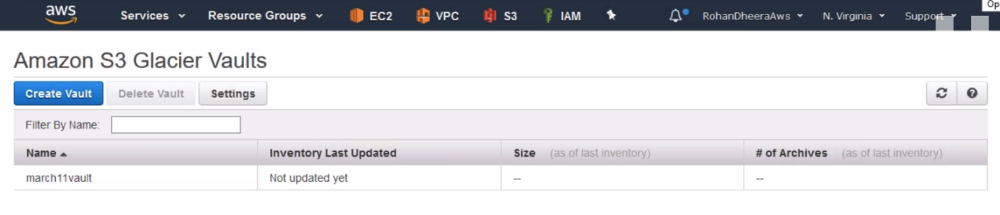 Op
aws Services Resource Groups EC2 VPC S3 IAM RohanDheeraAws N. Virginia Support
Amazon S3 Glacier Vaults
Create Vault Delete Vault Settings
Filter By Name:
Name Inventory Last Updated Size (as of last inventory) # of Archives (as of last inventory)
march11vault Not updated yet -- --